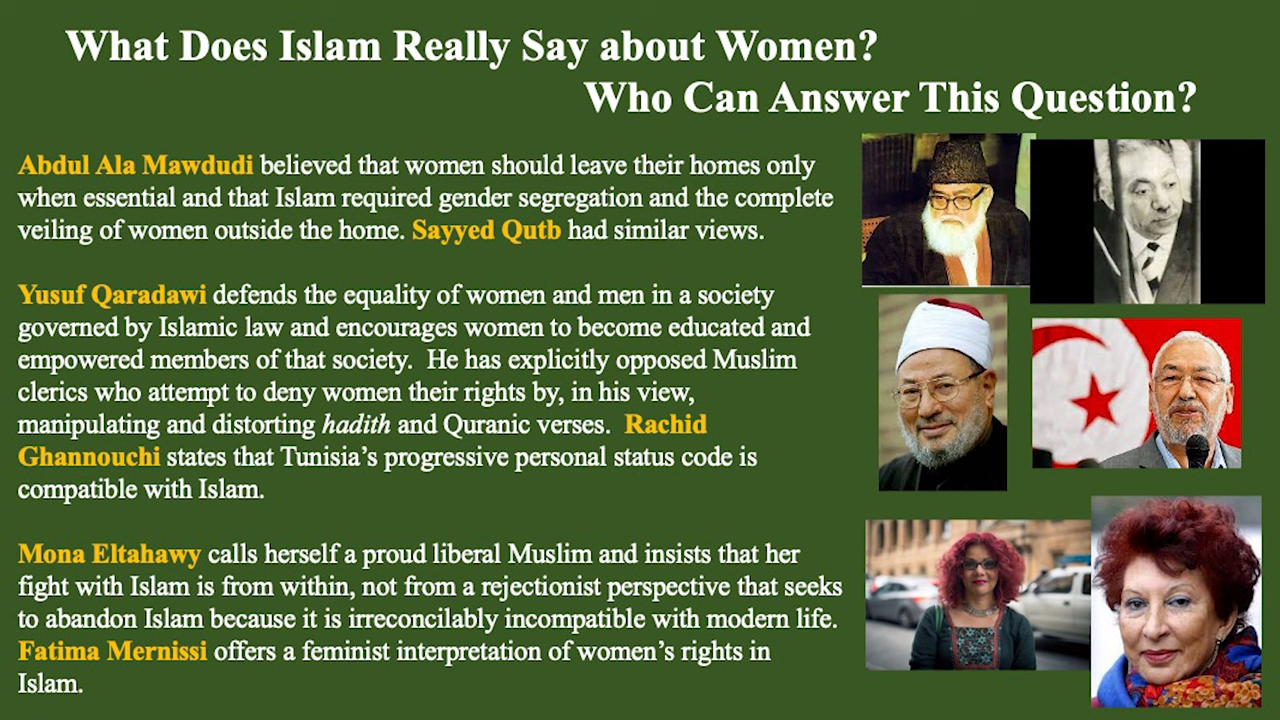 What Does Islam Really Say about Women?
Who Can Answer This Question?
Abdul Ala Mawdudi believed that women should leave their homes only
when essential and that Islam required gender segregation and the complete
veiling of women outside the home. Sayyed Qutb had similar views.
Yusuf Qaradawi defends the equality of women and men in a society
governed by Islamic law and encourages women to become educated and
empowered members of that society.  He has explicitly opposed Muslim
clerics who attempt to deny women their rights by, in his view,
manipulating and distorting hadith and Quranic verses.  Rachid
Ghannouchi states that Tunisia’s progressive personal status code is
compatible with Islam.
Mona Eltahawy calls herself a proud liberal Muslim and insists that her
fight with Islam is from within, not from a rejectionist perspective that seeks
to abandon Islam because it is irreconcilably incompatible with modern life.
Fatima Mernissi offers a feminist interpretation of women’s rights in
Islam.